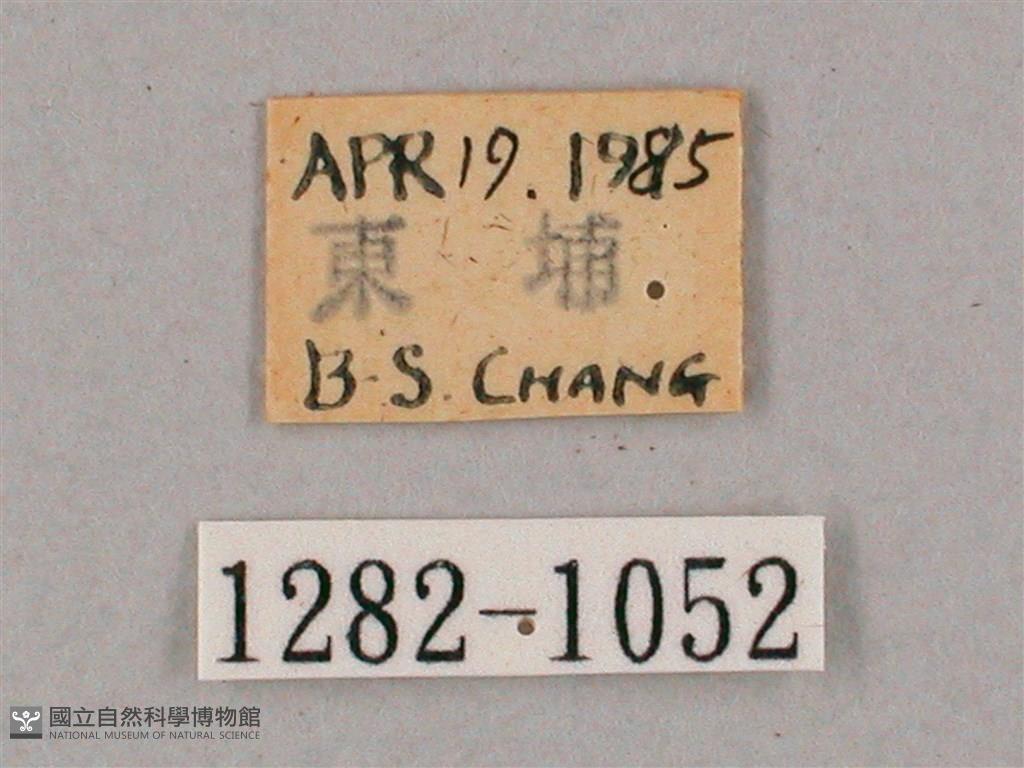 APR 19. 1985
東 埔
B.S. CHANG
1282-1052
國立自然科學博物館
NATIONAL MUSEUM OF NATURAL SCIENCE